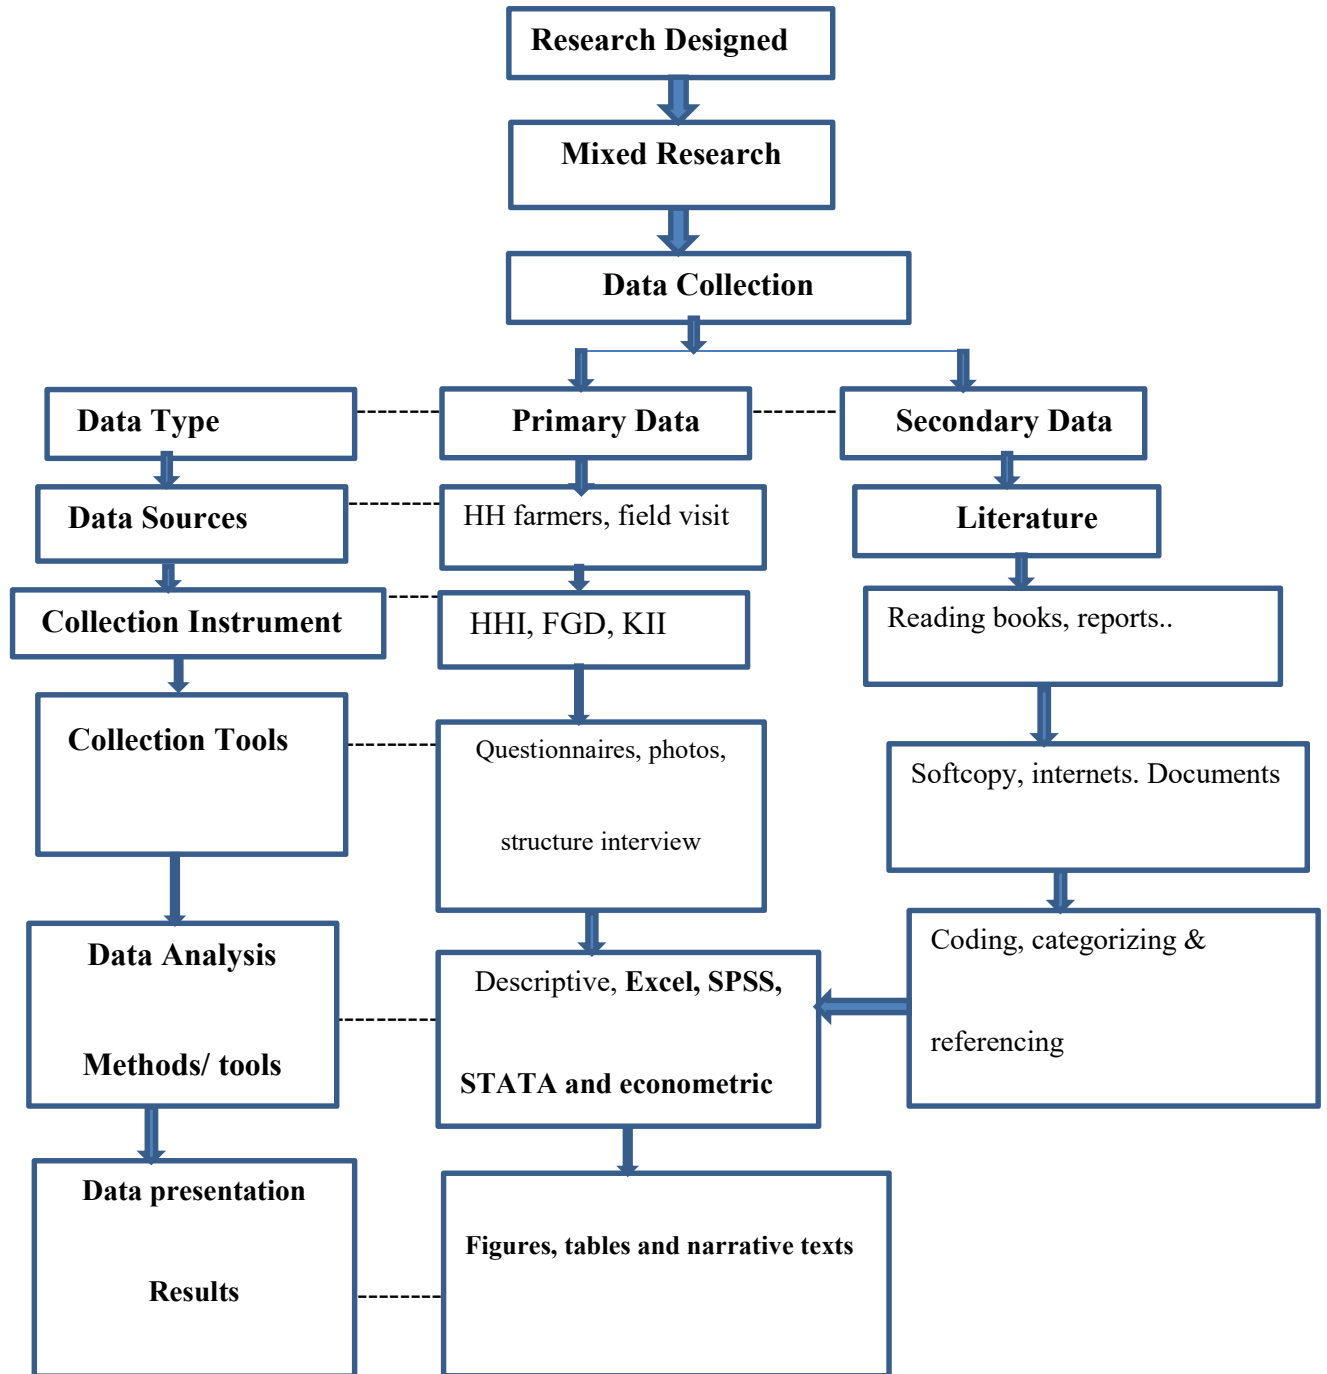 Research Designed
Mixed Research
Data Collection
Data Type
Primary Data
Secondary Data
Data Sources
HH farmers, field visit
Literature
Collection Instrument
HHI, FGD, KII
Reading books, reports..
Collection Tools
Questionnaires, photos,
structure interview
Softcopy, internets. Documents
Data Analysis
Methods/ tools
Descriptive, Excel, SPSS,
STATA and econometric
Coding, categorizing &
referencing
Data presentation
Results
Figures, tables and narrative texts